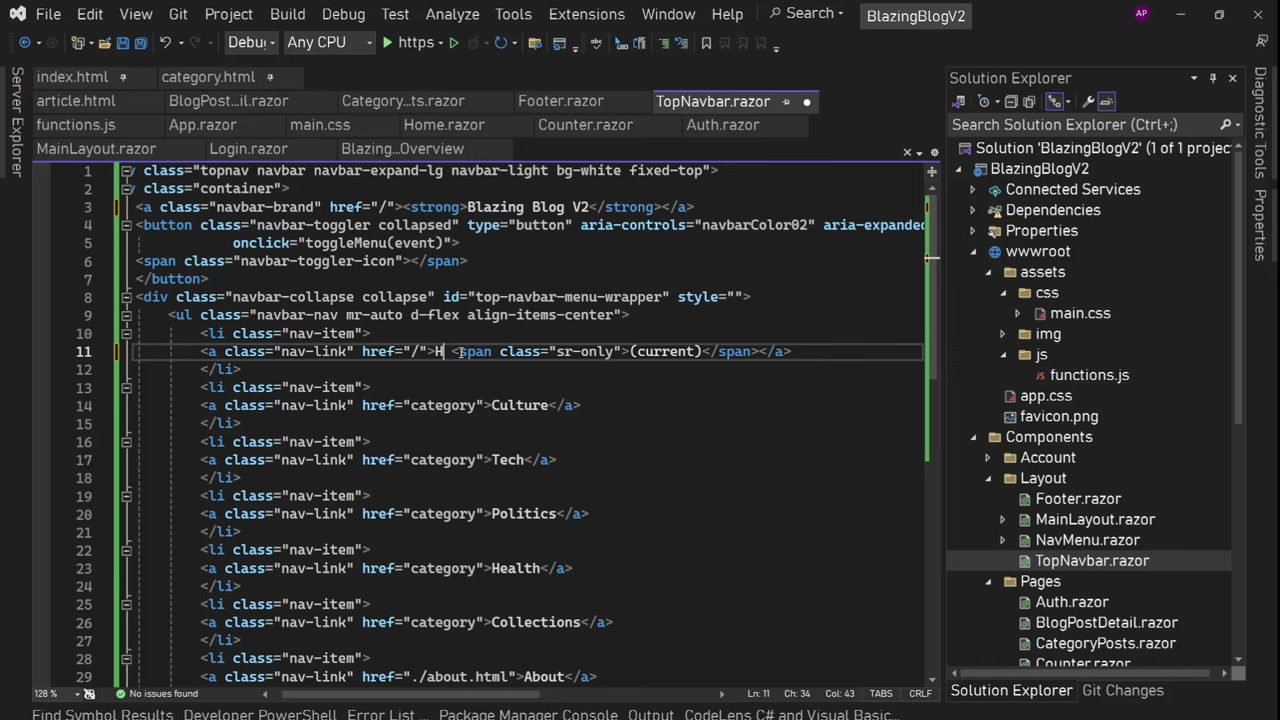 File Edit View Git Project Build Debug Test Analyze Tools Extensions Window Help Search BlazingBlogV2 AP
Debug Any CPU https
index.html category.html
article.html BlogPost...il.razor Category...ts.razor Footer.razor TopNavbar.razor
functions.js App.razor main.css Home.razor Counter.razor Auth.razor
MainLayout.razor Login.razor Blazing...Overview
Server Explorer
1 class="topnav navbar navbar-expand-lg navbar-light bg-white fixed-top">
2 class="container">
3 <a class="navbar-brand" href="/"><strong>Blazing Blog V2</strong></a>
4 <button class="navbar-toggler collapsed" type="button" aria-controls="navbarColor02" aria-expanded
5 onclick="toggleMenu(event)">
6 <span class="navbar-toggler-icon"></span>
7 </button>
8 <div class="navbar-collapse collapse" id="top-navbar-menu-wrapper" style="">
9 <ul class="navbar-nav mr-auto d-flex align-items-center">
10 <li class="nav-item">
11 <a class="nav-link" href="/">H <span class="sr-only">(current)</span></a>
12 </li>
13 <li class="nav-item">
14 <a class="nav-link" href="category">Culture</a>
15 </li>
16 <li class="nav-item">
17 <a class="nav-link" href="category">Tech</a>
18 </li>
19 <li class="nav-item">
20 <a class="nav-link" href="category">Politics</a>
21 </li>
22 <li class="nav-item">
23 <a class="nav-link" href="category">Health</a>
24 </li>
25 <li class="nav-item">
26 <a class="nav-link" href="category">Collections</a>
27 </li>
28 <li class="nav-item">
29 <a class="nav-link" href="./about.html">About</a>
128 % No issues found Ln: 11 Ch: 34 Col: 43 TABS CRLF
Solution Explorer
Search Solution Explorer (Ctrl+;)
Solution 'BlazingBlogV2' (1 of 1 project
BlazingBlogV2
Connected Services
Dependencies
Properties
wwwroot
assets
css
main.css
img
js
functions.js
app.css
favicon.png
Components
Account
Layout
Footer.razor
MainLayout.razor
NavMenu.razor
TopNavbar.razor
Pages
Auth.razor
BlogPostDetail.razor
CategoryPosts.razor
Counter.razor
Solution Explorer Git Changes
Diagnostic Tools
Properties
Find Symbol Results Developer PowerShell Error List ... Package Manager Console Output CodeLens C# and Visual Basic...